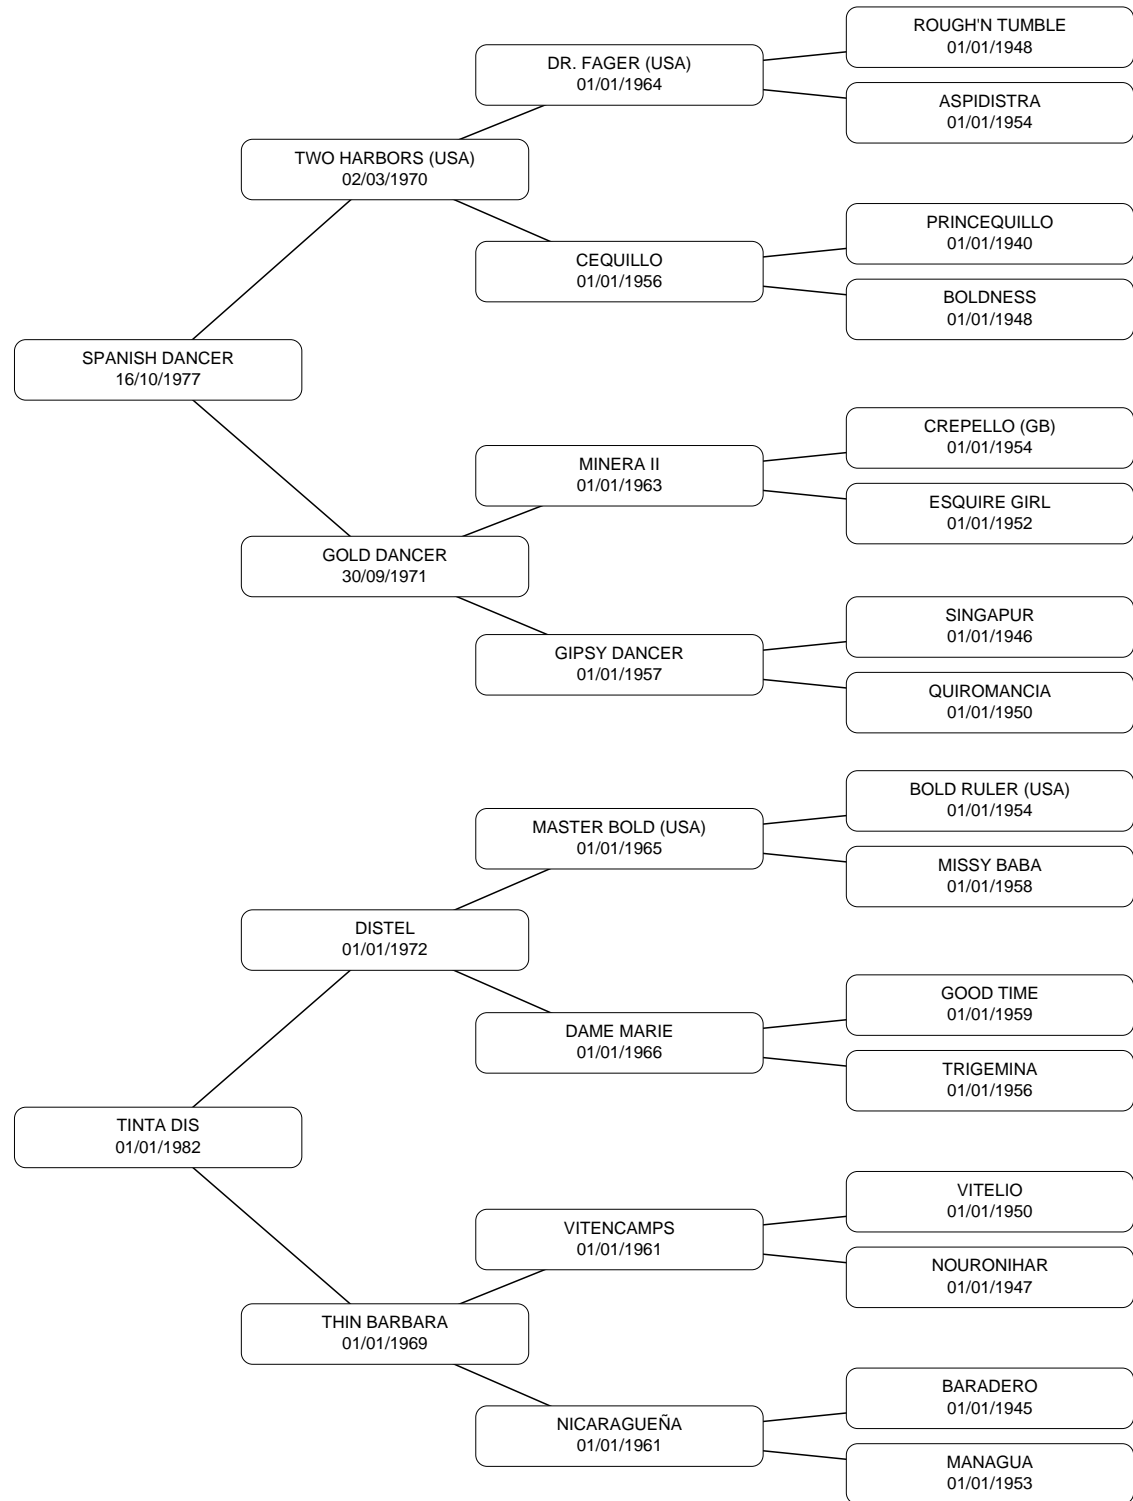 ROUGH'N TUMBLE
01/01/1948
DR. FAGER (USA)
01/01/1964
ASPIDISTRA
01/01/1954
TWO HARBORS (USA)
02/03/1970
PRINCEQUILLO
01/01/1940
CEQUILLO
01/01/1956
BOLDNESS
01/01/1948
SPANISH DANCER
16/10/1977
CREPELLO (GB)
01/01/1954
MINERA II
01/01/1963
ESQUIRE GIRL
01/01/1952
GOLD DANCER
30/09/1971
SINGAPUR
01/01/1946
GIPSY DANCER
01/01/1957
QUIROMANCIA
01/01/1950
BOLD RULER (USA)
01/01/1954
MASTER BOLD (USA)
01/01/1965
MISSY BABA
01/01/1958
DISTEL
01/01/1972
GOOD TIME
01/01/1959
DAME MARIE
01/01/1966
TRIGEMINA
01/01/1956
TINTA DIS
01/01/1982
VITELIO
01/01/1950
VITENCAMPS
01/01/1961
NOURONIHAR
01/01/1947
THIN BARBARA
01/01/1969
BARADERO
01/01/1945
NICARAGUEÑA
01/01/1961
MANAGUA
01/01/1953